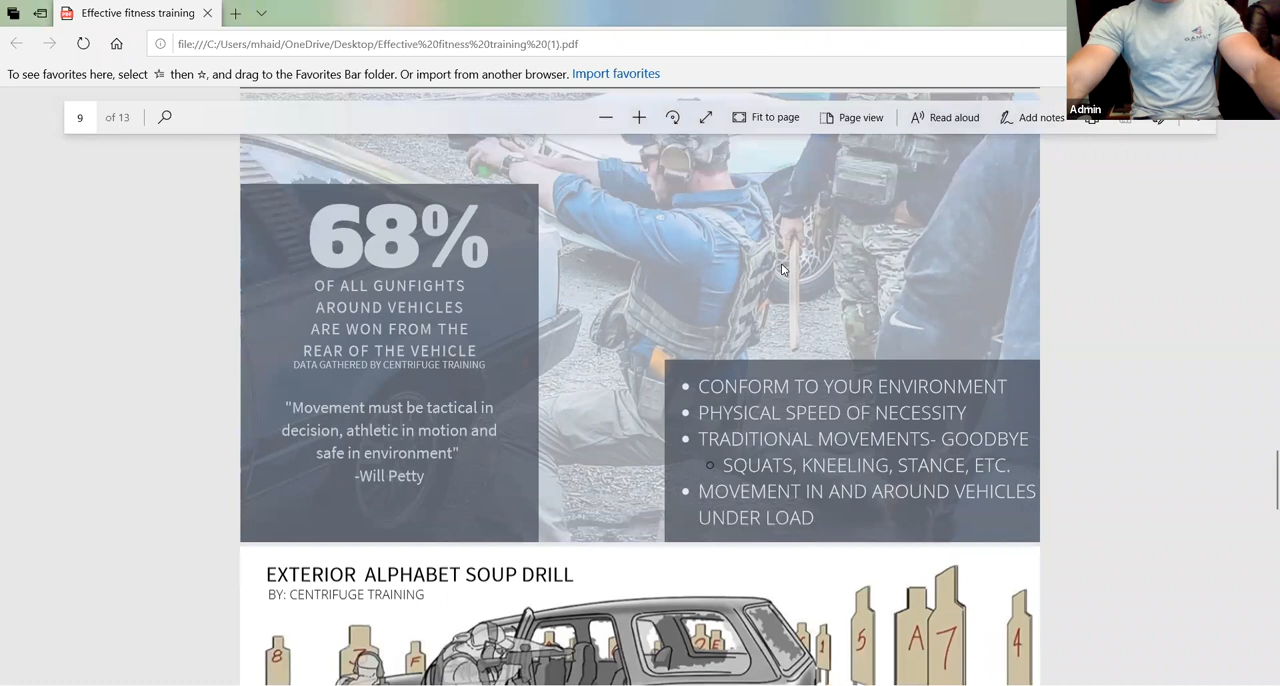 Effective fitness training
file:///C:/Users/mhaid/OneDrive/Desktop/Effective%20fitness%20training%20(1).pdf
To see favorites here, select then , and drag to the Favorites Bar folder. Or import from another browser. Import favorites
Admin
9 of 13 Fit to page Page view Read aloud Add notes
68%
OF ALL GUNFIGHTS
AROUND VEHICLES
ARE WON FROM THE
REAR OF THE VEHICLE
DATA GATHERED BY CENTRIFUGE TRAINING
"Movement must be tactical in
decision, athletic in motion and
safe in environment"
-Will Petty
CONFORM TO YOUR ENVIRONMENT
PHYSICAL SPEED OF NECESSITY
TRADITIONAL MOVEMENTS- GOODBYE
SQUATS, KNEELING, STANCE, ETC.
MOVEMENT IN AND AROUND VEHICLES
UNDER LOAD
EXTERIOR ALPHABET SOUP DRILL
BY: CENTRIFUGE TRAINING
8 F 1 5 A 7 4